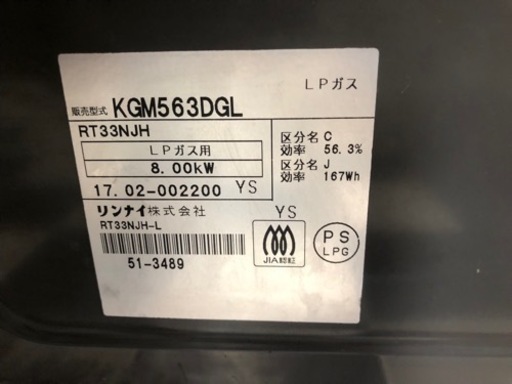 LPガス
販売型式 KGM563DGL
RT33NJH
LPガス用
8.00kW
17.02-002200 YS
リンナイ株式会社
RT33NJH-L
51-3489
区分名 C
効率 56.3%
区分名 J
効率 167Wh
YS
JIA認証
PS
LPG